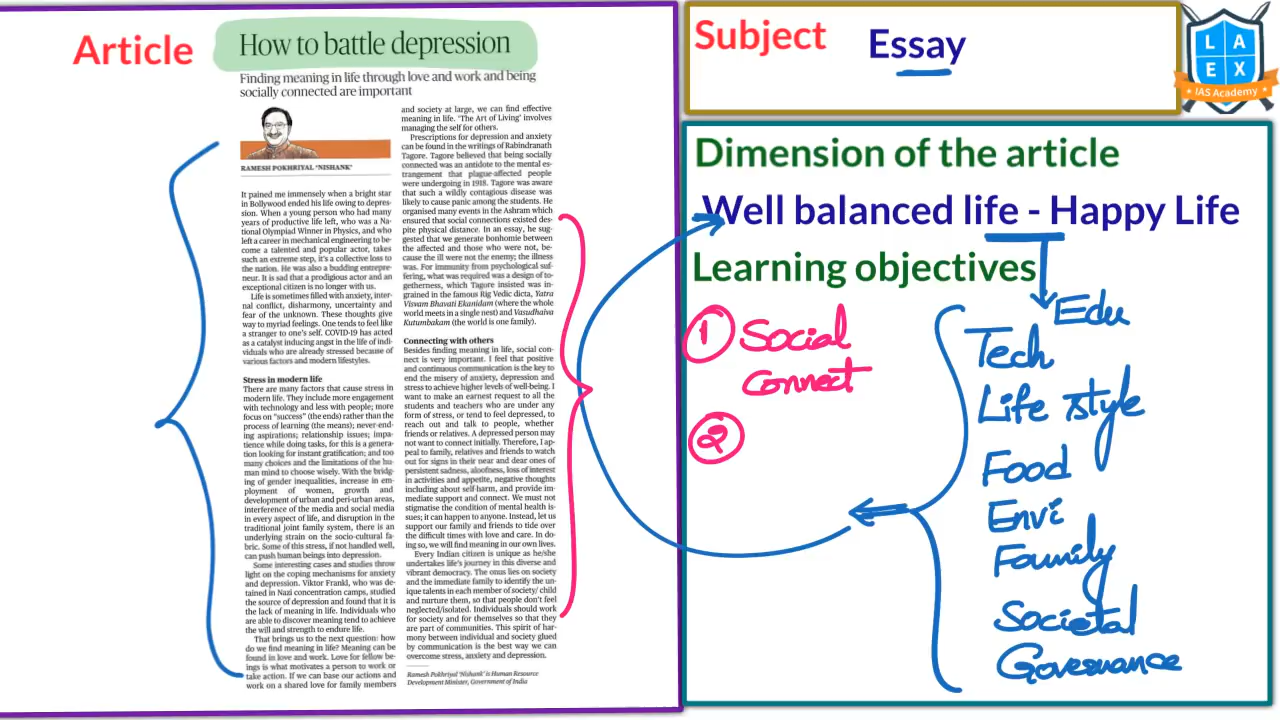 Article
How to battle depression
Finding meaning in life through love and work and being
socially connected are important
RAMESH POKHRIYAL ‘NISHANK’
It pained me immensely when a bright star
in Bollywood ended his life owing to depres-
sion. When a young person who had many
years of productive life left, who was a Na-
tional Olympiad Winner in Physics, and who
left a career in mechanical engineering to be-
come a talented and popular actor, takes
such an extreme step, it's a collective loss to
the nation. He was also a budding entrepre-
neur. It is sad that a prodigious actor and an
exceptional citizen is no longer with us.
Life is sometimes filled with anxiety, inter-
nal conflict, disharmony, uncertainty and
fear of the unknown. These thoughts give
way to myriad feelings. One tends to feel like
a stranger to one's self. COVID-19 has acted
as a catalyst inducing angst in the life of indi-
viduals who are already stressed because of
various factors and modern lifestyles.
Stress in modern life
There are many factors that cause stress in
modern life. They include more engagement
with technology and less with people; more
focus on “success” (the ends) rather than the
process of learning (the means); never-end-
ing aspirations; relationship issues; impa-
tience while doing tasks, for this is a genera-
tion looking for instant gratification; and too
many choices and the limitations of the hu-
man mind to choose wisely. With the bridg-
ing of gender inequalities, increase in em-
ployment of women, growth and
development of urban and peri-urban areas,
interference of the media and social media
in every aspect of life, and disruption in the
traditional joint family system, there is an
underlying strain on the socio-cultural fa-
bric. Some of this stress, if not handled well,
can push human beings into depression.
Some interesting cases and studies throw
light on the coping mechanisms for anxiety
and depression. Viktor Frankl, who was de-
tained in Nazi concentration camps, studied
the source of depression and found that it is
the lack of meaning in life. Individuals who
are able to discover meaning tend to achieve
the will and strength to endure life.
That brings us to the next question: how
do we find meaning in life? Meaning can be
found in love and work. Love for fellow be-
ings is what motivates a person to work or
take action. If we can base our actions and
work on a shared love for family members
and society at large, we can find effective
meaning in life. ‘The Art of Living’ involves
managing the self for others.
Prescriptions for depression and anxiety
can be found in the writings of Rabindranath
Tagore. Tagore believed that being socially
connected was an antidote to the mental es-
trangement that plague-affected people
were undergoing in 1918. Tagore was aware
that such a wildly contagious disease was
likely to cause panic among the students. He
organised many events in the Ashram which
ensured that social connections existed des-
pite physical distance. In an essay, he sug-
gested that we generate bonhomie between
the affected and those who were not, be-
cause the ill were not the enemy; the illness
was. For immunity from psychological suf-
fering, what was required was a design of to-
getherness, which Tagore insisted was in-
grained in the famous Rig Vedic dicta, Yatra
Visvam Bhavati Ekanidam (where the whole
world meets in a single nest) and Vasudhaiva
Kutumbakam (the world is one family).
Connecting with others
Besides finding meaning in life, social con-
nect is very important. I feel that positive
and continuous communication is the key to
end the misery of anxiety, depression and
stress to achieve higher levels of well-being. I
want to make an earnest request to all the
students and teachers who are under any
form of stress, or tend to feel depressed, to
reach out and talk to people, whether
friends or relatives. A depressed person may
not want to connect initially. Therefore, I ap-
peal to family, relatives and friends to watch
out for signs in their near and dear ones of
persistent sadness, aloofness, loss of interest
in activities and appetite, negative thoughts
including about self-harm, and provide im-
mediate support and connect. We must not
stigmatise the condition of mental health is-
sues; it can happen to anyone. Instead, let us
support our family and friends to tide over
the difficult times with love and care. In do-
ing so, we will find meaning in our own lives.
Every Indian citizen is unique as he/she
undertakes life's journey in this diverse and
vibrant democracy. The onus lies on society
and the immediate family to identify the un-
ique talents in each member of society/ child
and nurture them, so that people don't feel
neglected/isolated. Individuals should work
for society and for themselves so that they
are part of communities. This spirit of har-
mony between individual and society glued
by communication is the best way we can
overcome stress, anxiety and depression.
Ramesh Pokhriyal ‘Nishank’ is Human Resource
Development Minister, Government of India
Subject
Essay
LA
EX
IAS Academy
Dimension of the article
Well balanced life - Happy Life
Learning objectives
1 Social
Connect
2
Edu
Tech
Life style
Food
Envi
Family
Societal
Governance